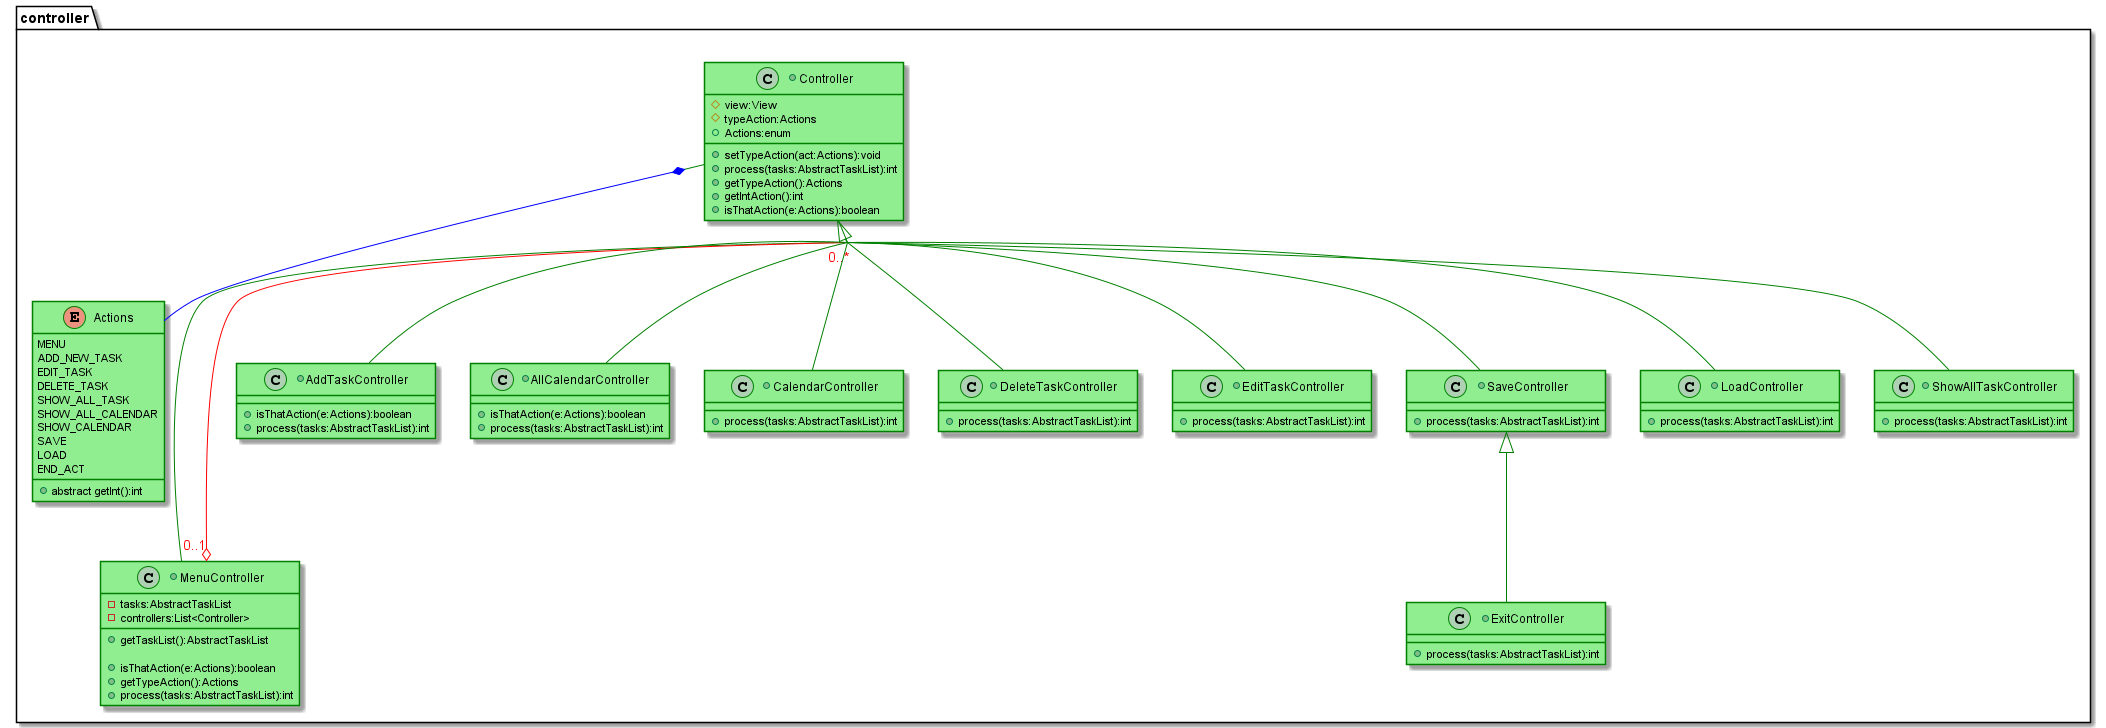 controller
C Controller
view:View
typeAction:Actions
Actions:enum
setTypeAction(act:Actions):void
process(tasks:AbstractTaskList):int
getTypeAction():Actions
getIntAction():int
isThatAction(e:Actions):boolean
0..*
E Actions
MENU
ADD_NEW_TASK
EDIT_TASK
DELETE_TASK
SHOW_ALL_TASK
SHOW_ALL_CALENDAR
SHOW_CALENDAR
SAVE
LOAD
END_ACT
abstract getInt():int
C AddTaskController
isThatAction(e:Actions):boolean
process(tasks:AbstractTaskList):int
C AllCalendarController
isThatAction(e:Actions):boolean
process(tasks:AbstractTaskList):int
C CalendarController
process(tasks:AbstractTaskList):int
C DeleteTaskController
process(tasks:AbstractTaskList):int
C EditTaskController
process(tasks:AbstractTaskList):int
C SaveController
process(tasks:AbstractTaskList):int
C LoadController
process(tasks:AbstractTaskList):int
C ShowAllTaskController
process(tasks:AbstractTaskList):int
0..1
C MenuController
tasks:AbstractTaskList
controllers:List<Controller>
getTaskList():AbstractTaskList
isThatAction(e:Actions):boolean
getTypeAction():Actions
process(tasks:AbstractTaskList):int
C ExitController
process(tasks:AbstractTaskList):int